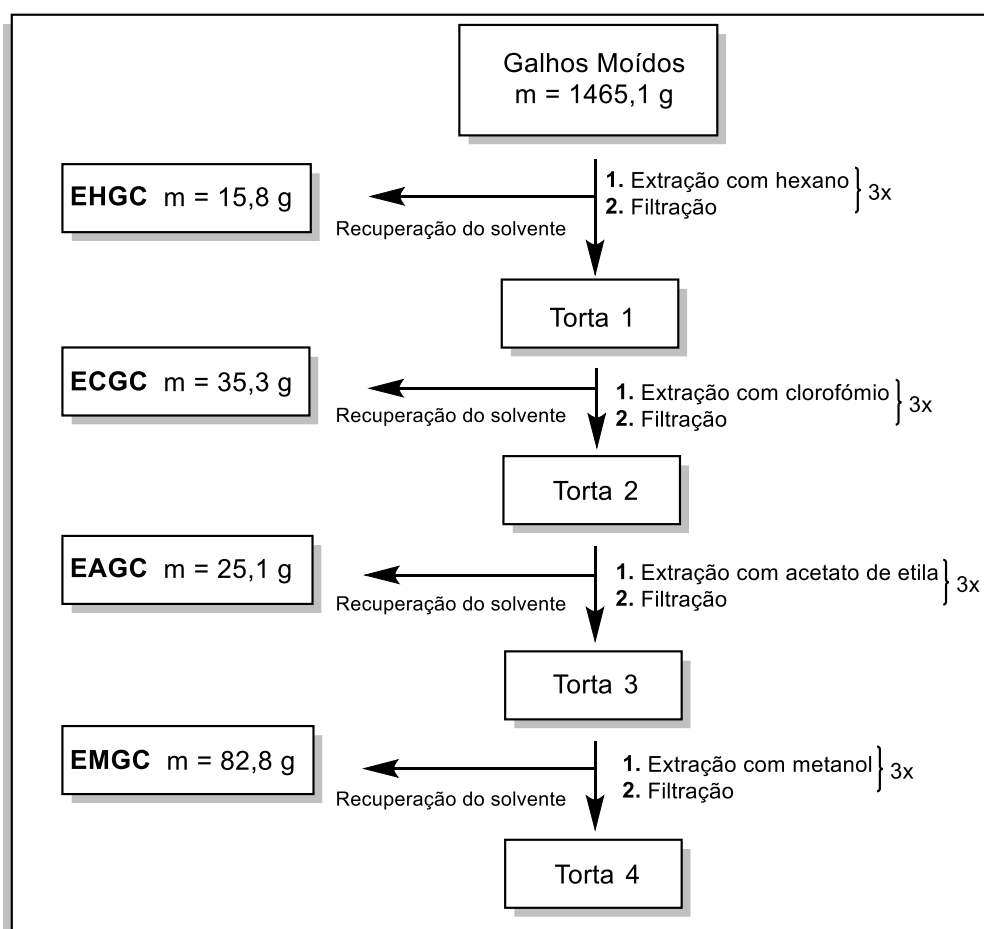 Galhos Moídos
m = 1465,1 g
EHGC m = 15,8 g
1. Extração com hexano
2. Filtração
3x
Recuperação do solvente
Torta 1
ECGC m = 35,3 g
1. Extração com clorofómio
2. Filtração
3x
Recuperação do solvente
Torta 2
EAGC m = 25,1 g
1. Extração com acetato de etila
2. Filtração
3x
Recuperação do solvente
Torta 3
EMGC m = 82,8 g
1. Extração com metanol
2. Filtração
3x
Recuperação do solvente
Torta 4